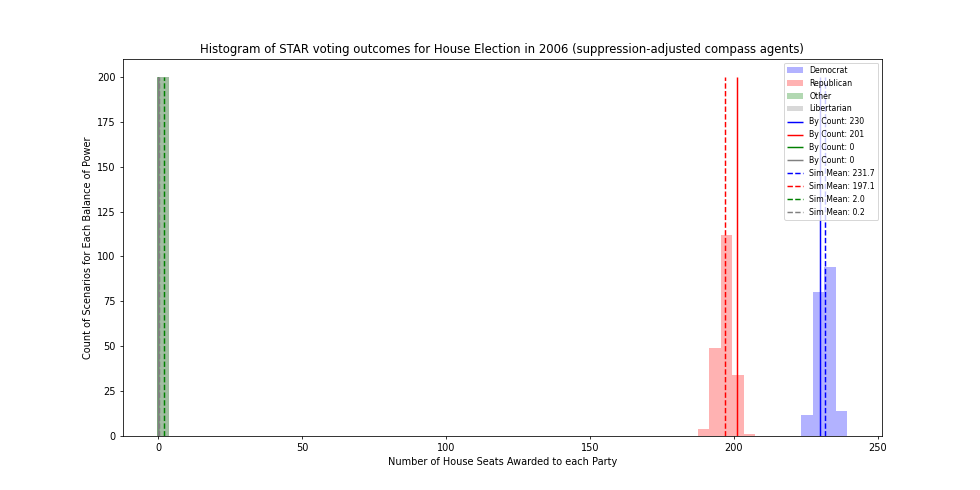 Histogram of STAR voting outcomes for House Election in 2006 (suppression-adjusted compass agents)
Count of Scenarios for Each Balance of Power
200
175
150
125
100
75
50
25
0
Democrat
Republican
Other
Libertarian
By Count: 230
By Count: 201
By Count: 0
By Count: 0
Sim Mean: 231.7
Sim Mean: 197.1
Sim Mean: 2.0
Sim Mean: 0.2
0 50 100 150 200 250
Number of House Seats Awarded to each Party